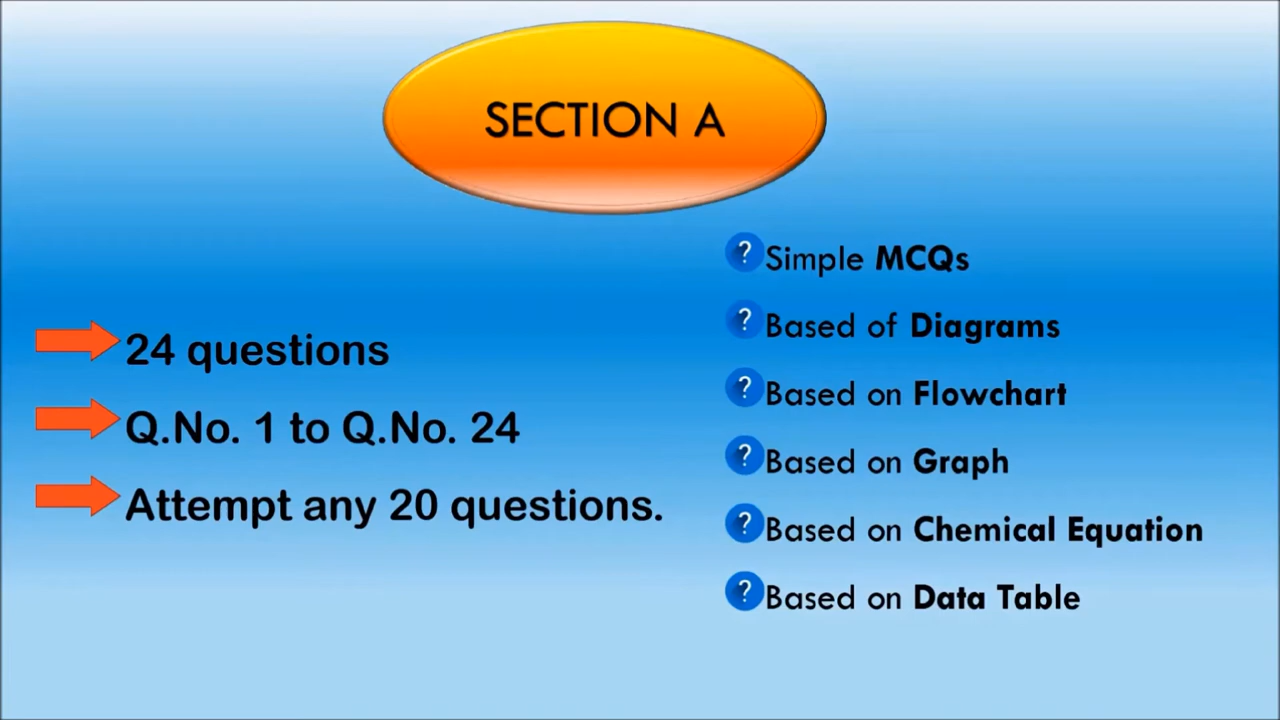 SECTION A
24 questions
Q.No. 1 to Q.No. 24
Attempt any 20 questions.
? Simple MCQs
? Based of Diagrams
? Based on Flowchart
? Based on Graph
? Based on Chemical Equation
? Based on Data Table